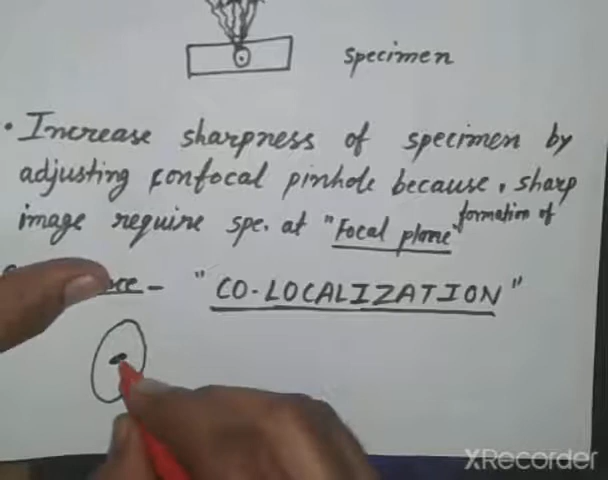 Specimen
• Increase sharpness of specimen by
adjusting confocal pinhole because, sharp
formation of
image require spe. at "Focal plane"
- "CO-LOCALIZATION"
XRecorder